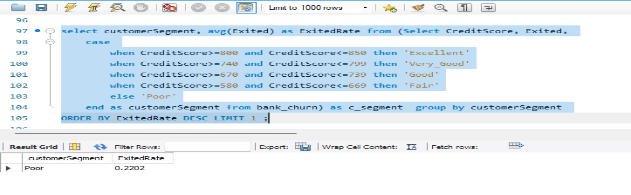 Limit to 1000 rows
96
97 select customerSegment, avg(Exited) as ExitedRate from (Select CreditScore, Exited,
98 case
99 when CreditScore>=800 and CreditScore<=850 then 'Excellent'
100 when CreditScore>=740 and CreditScore<=799 then 'Very_Good'
101 when CreditScore>=670 and CreditScore<=739 then 'Good'
102 when CreditScore>=580 and CreditScore<=669 then 'Fair'
103 else 'Poor'
104 end as customerSegment from bank_churn) as c_segment group by customerSegment
105 ORDER BY ExitedRate DESC LIMIT 1 ;
Result Grid Filter Rows: Export: Wrap Cell Content: Fetch rows:
customerSegment ExitedRate
Poor 0.2202